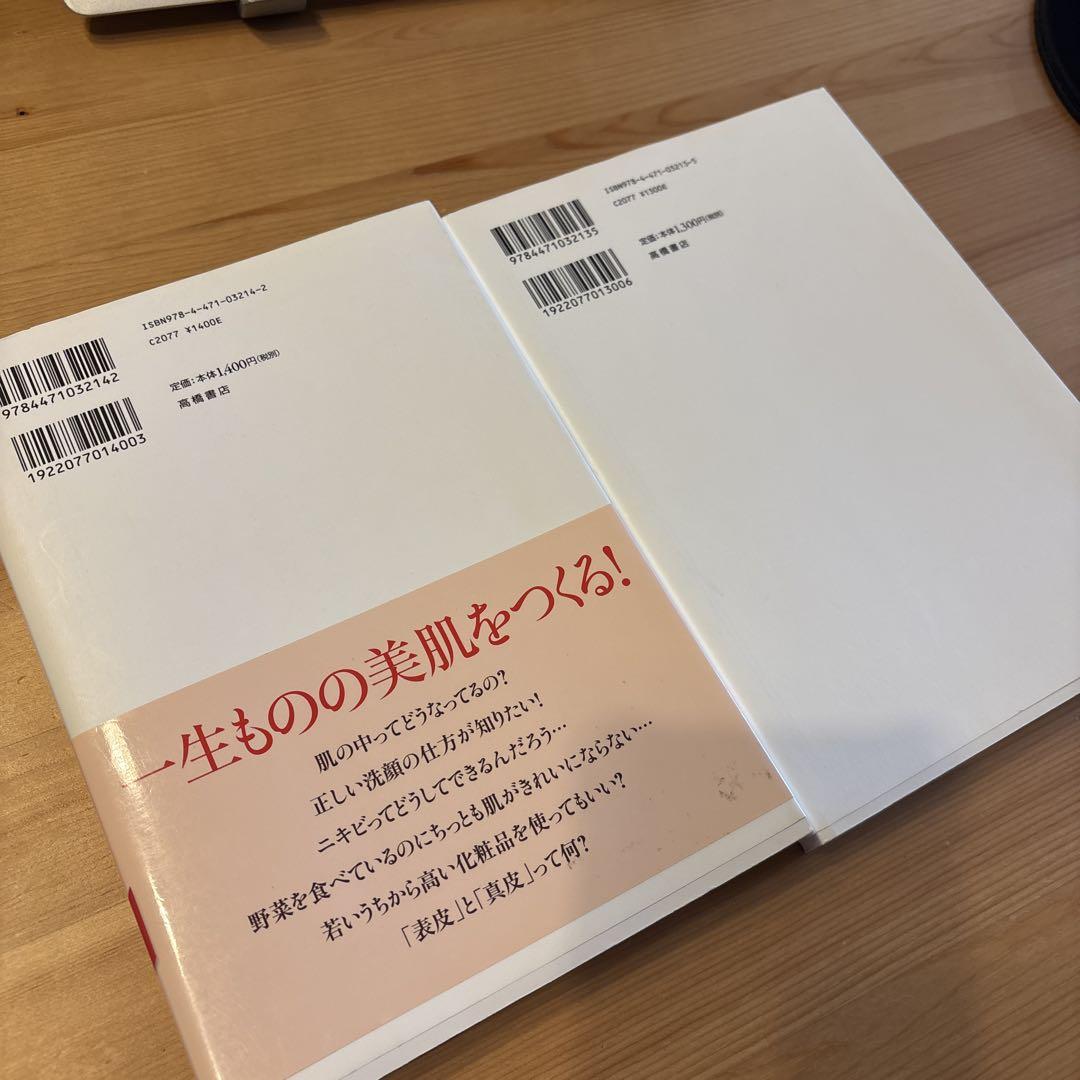 ISBN978-4-471-03214-2
C2077 ¥1400E
9784471032142
1922077014003
定価:本体1,400円(税別)
高橋書店
一生ものの美肌をつくる!
肌の中ってどうなってるの?
正しい洗顔の仕方が知りたい!
ニキビってどうしてできるんだろう…
野菜を食べているのにちっとも肌がきれいにならない…
若いうちから高い化粧品を使ってもいい?
「表皮」と「真皮」って何?
ISBN978-4-471-03213-5
C2077 ¥1300E
9784471032135
1922077013006
定価:本体1,300円(税別)
高橋書店